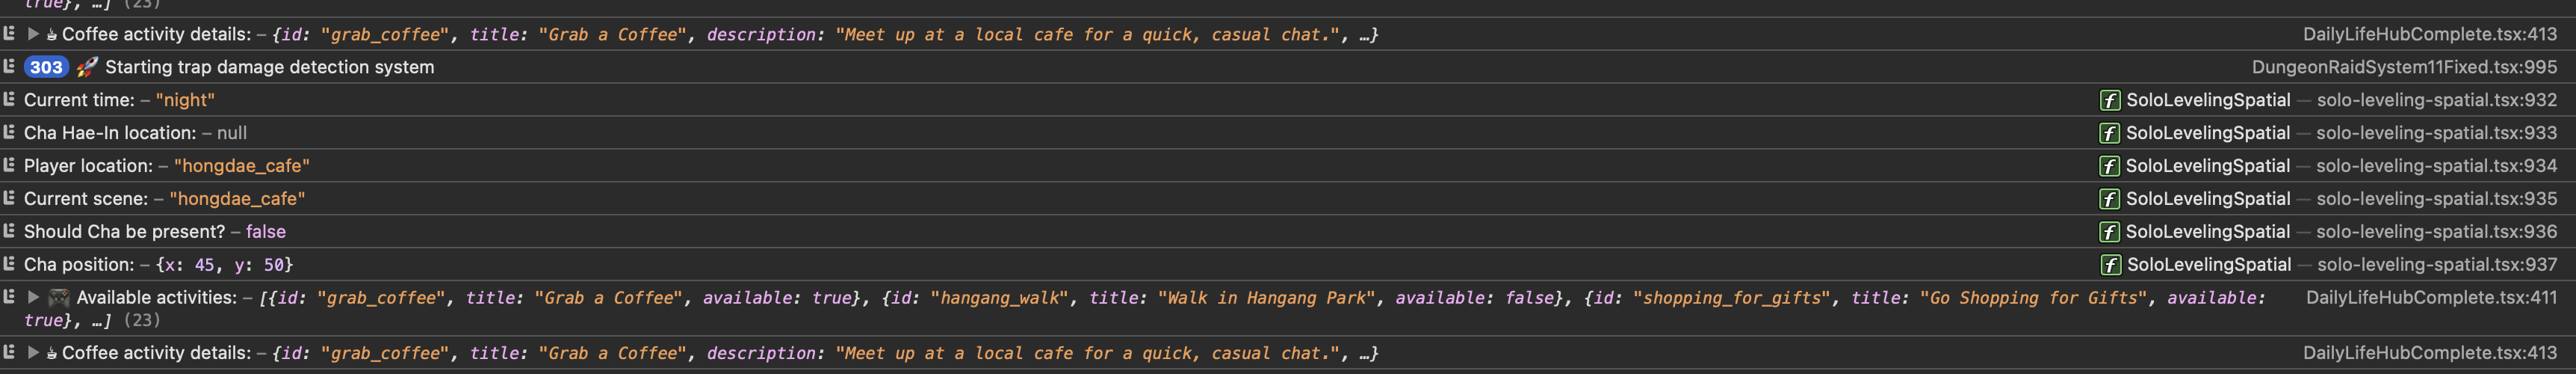 true}, …] (23)
▶ ☕ Coffee activity details: – {id: "grab_coffee", title: "Grab a Coffee", description: "Meet up at a local cafe for a quick, casual chat.", …} DailyLifeHubComplete.tsx:413
303 🚀 Starting trap damage detection system DungeonRaidSystem11Fixed.tsx:995
Current time: – "night" f SoloLevelingSpatial — solo-leveling-spatial.tsx:932
Cha Hae-In location: – null f SoloLevelingSpatial — solo-leveling-spatial.tsx:933
Player location: – "hongdae_cafe" f SoloLevelingSpatial — solo-leveling-spatial.tsx:934
Current scene: – "hongdae_cafe" f SoloLevelingSpatial — solo-leveling-spatial.tsx:935
Should Cha be present? – false f SoloLevelingSpatial — solo-leveling-spatial.tsx:936
Cha position: – {x: 45, y: 50} f SoloLevelingSpatial — solo-leveling-spatial.tsx:937
▶ 🎮 Available activities: – [{id: "grab_coffee", title: "Grab a Coffee", available: true}, {id: "hangang_walk", title: "Walk in Hangang Park", available: false}, {id: "shopping_for_gifts", title: "Go Shopping for Gifts", available: DailyLifeHubComplete.tsx:411
true}, …] (23)
▶ ☕ Coffee activity details: – {id: "grab_coffee", title: "Grab a Coffee", description: "Meet up at a local cafe for a quick, casual chat.", …} DailyLifeHubComplete.tsx:413